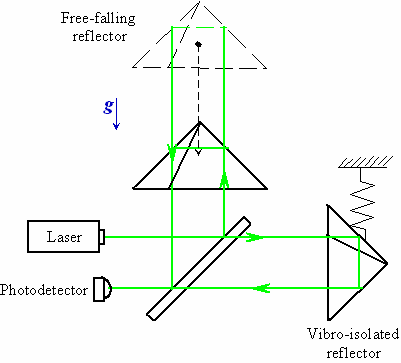 Free-falling
reflector
g
Laser
Photodetector
Vibro-isolated
reflector